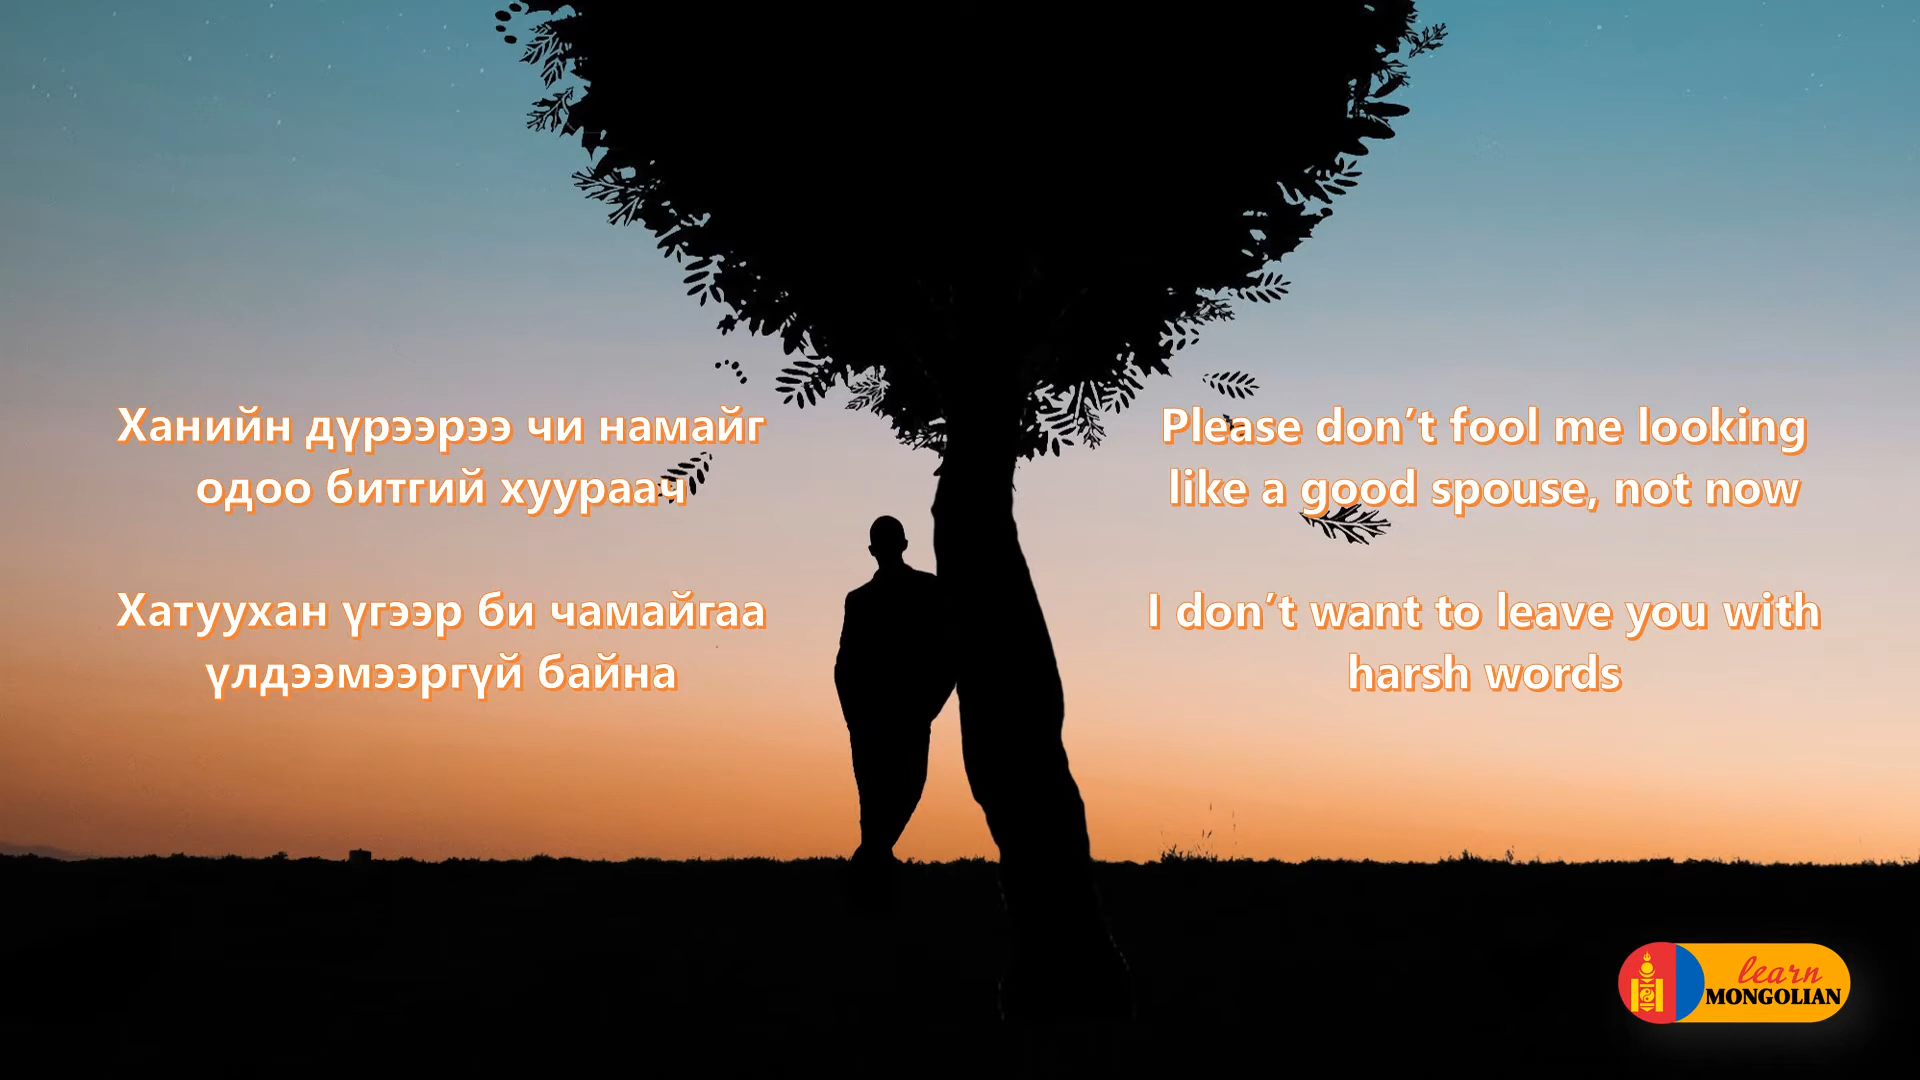 Ханийн дүрээрээ чи намайг
одоо битгий хуураач
Хатуухан үгээр би чамайгаа
үлдээмээргүй байна
Please don’t fool me looking
like a good spouse, not now
I don’t want to leave you with
harsh words
learn
MONGOLIAN